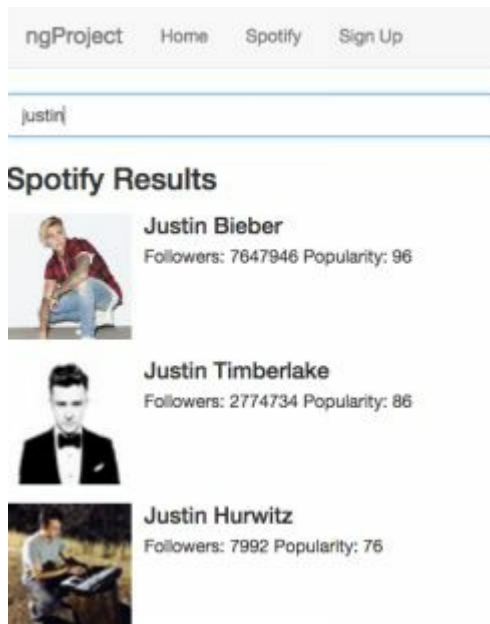 ngProject Home Spotify Sign Up
justin
Spotify Results
Justin Bieber
Followers: 7647946 Popularity: 96
Justin Timberlake
Followers: 2774734 Popularity: 86
Justin Hurwitz
Followers: 7992 Popularity: 76